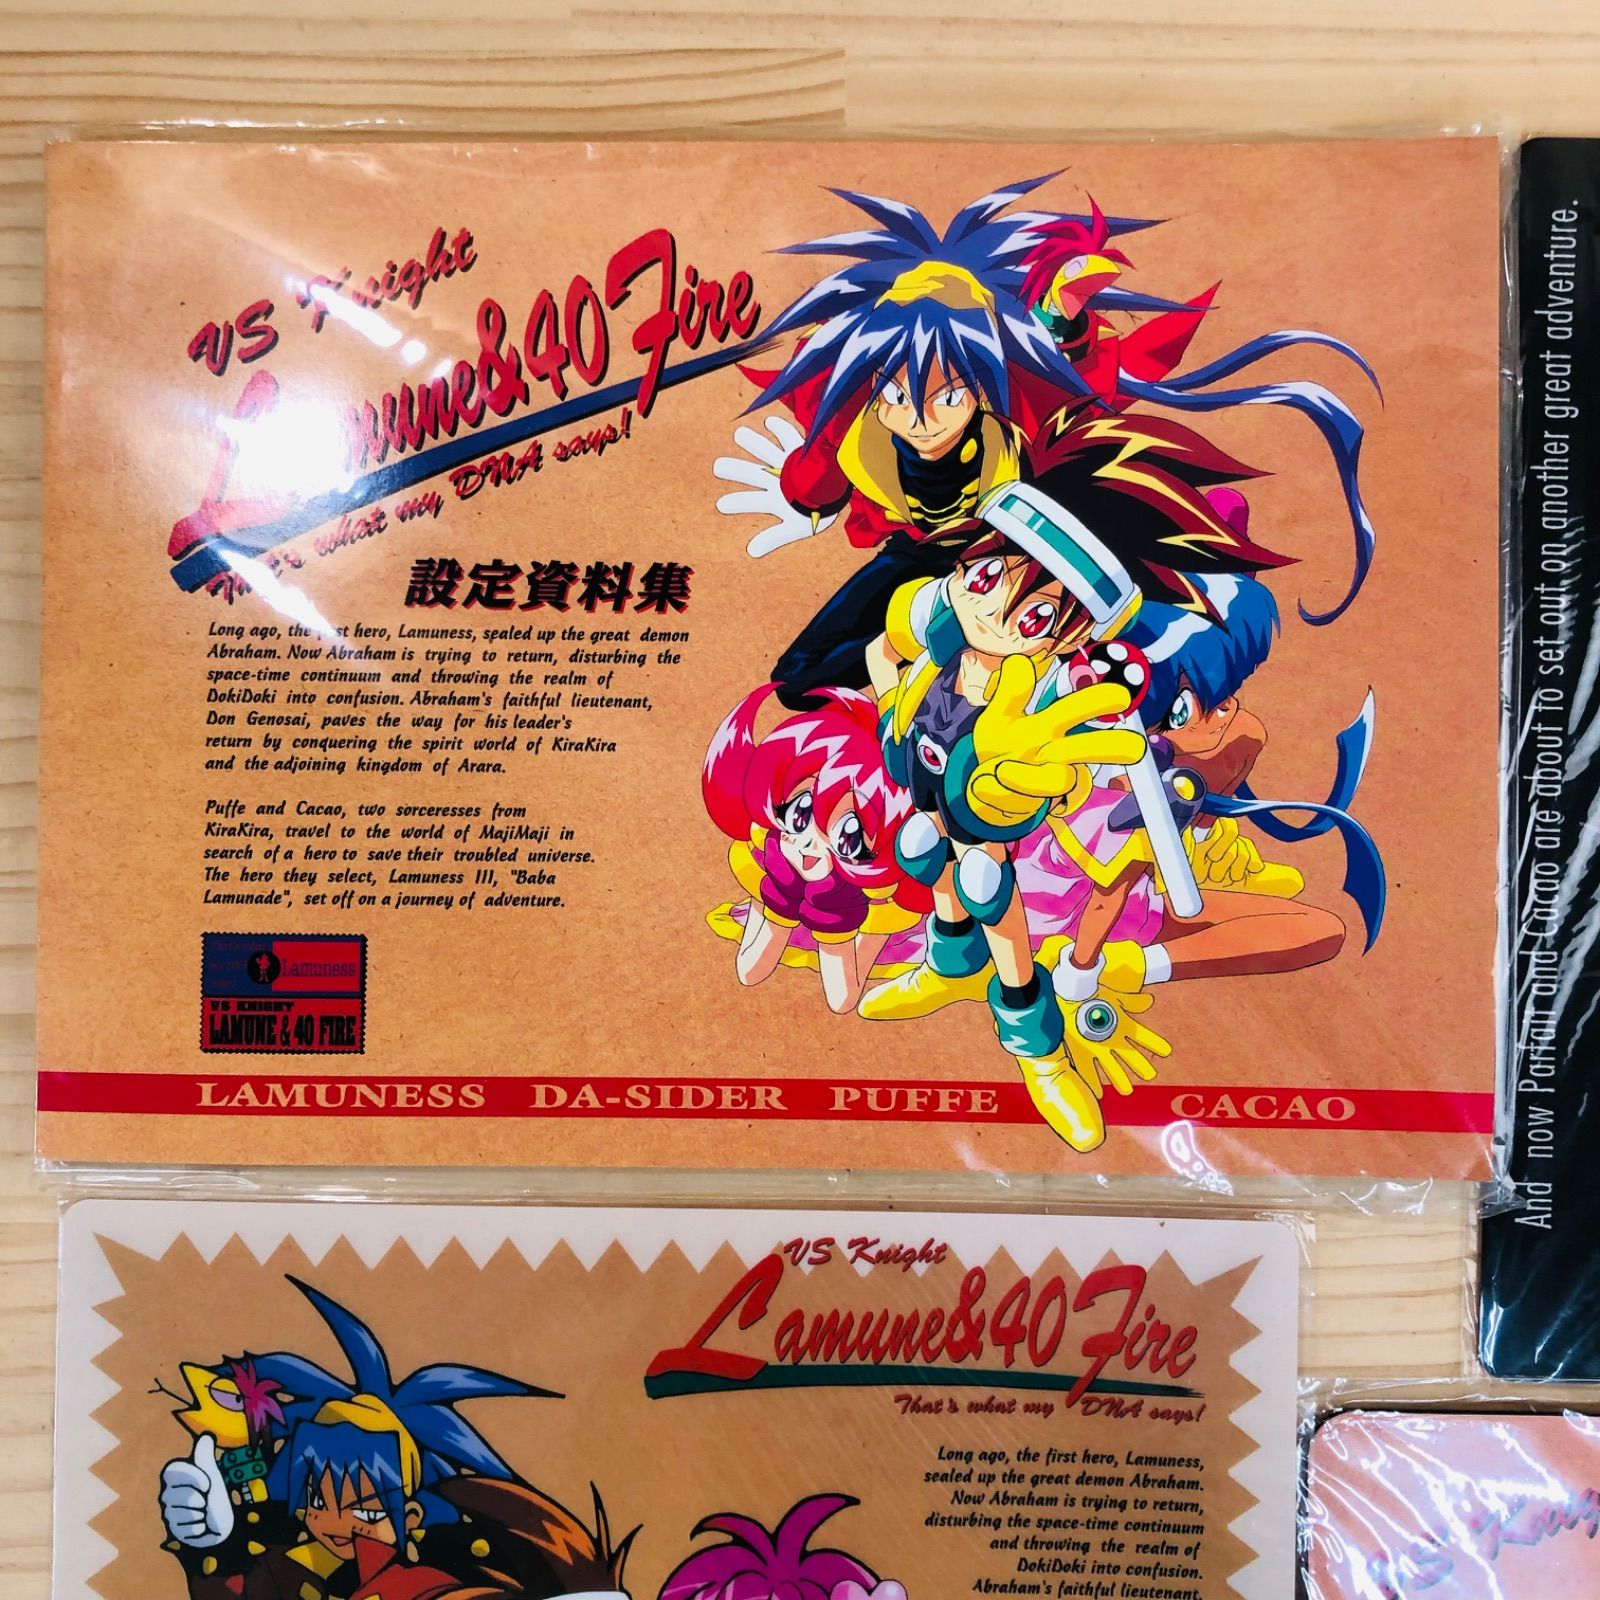 VS Knight
Lamune&40 Fire
That's what my DNA says!
設定資料集
Long ago, the first hero, Lamuness, sealed up the great demon
Abraham. Now Abraham is trying to return, disturbing the
space-time continuum and throwing the realm of
DokiDoki into confusion. Abraham's faithful lieutenant,
Don Genosai, paves the way for his leader's
return by conquering the spirit world of KiraKira
and the adjoining kingdom of Arara.
Puffe and Cacao, two sorceresses from
KiraKira, travel to the world of MajiMaji in
search of a hero to save their troubled universe.
The hero they select, Lamuness III, "Baba
Lamunade", set off on a journey of adventure.
Lamuness
VS KNIGHT
LAMUNE & 40 FIRE
LAMUNESS DA-SIDER PUFFE CACAO
And now Parfait and Cacao are about to set out on another great adventure.
VS Knight
Lamune&40 Fire
That's what my DNA says!
Long ago, the first hero, Lamuness,
sealed up the great demon Abraham.
Now Abraham is trying to return,
disturbing the space-time continuum
and throwing the realm of
DokiDoki into confusion.
Abraham's faithful lieutenant,
VS